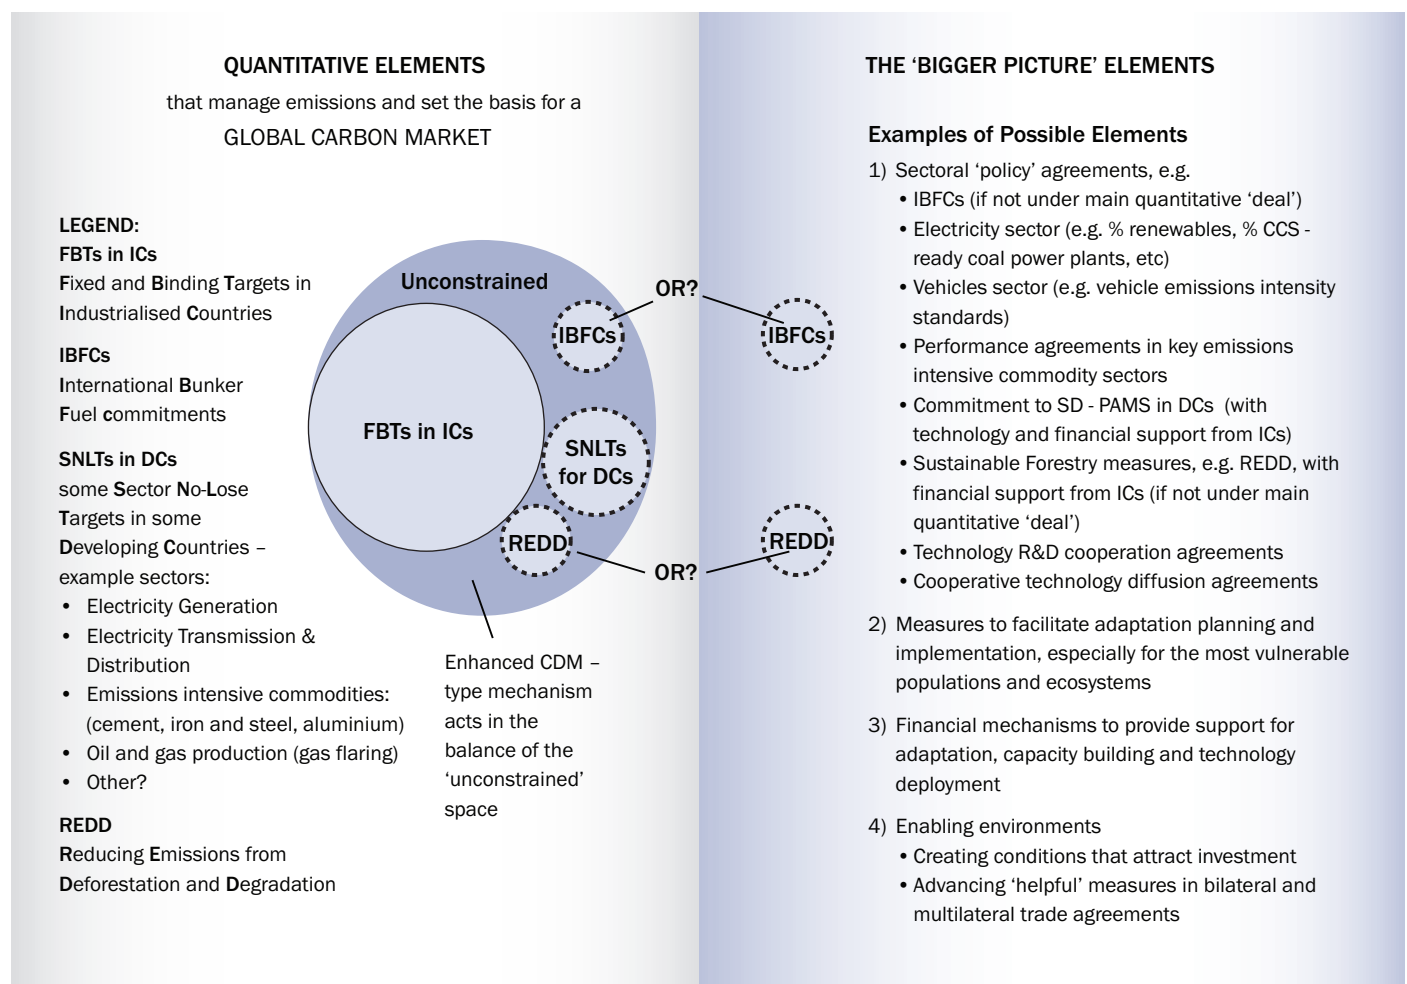 QUANTITATIVE ELEMENTS
that manage emissions and set the basis for a
GLOBAL CARBON MARKET
LEGEND:
FBTs in ICs
Fixed and Binding Targets in
Industrialised Countries
IBFCs
International Bunker
Fuel commitments
SNLTs in DCs
some Sector No-Lose
Targets in some
Developing Countries –
example sectors:
• Electricity Generation
• Electricity Transmission &
Distribution
• Emissions intensive commodities:
(cement, iron and steel, aluminium)
• Oil and gas production (gas flaring)
• Other?
REDD
Reducing Emissions from
Deforestation and Degradation
Unconstrained
FBTs in ICs
IBFCs
SNLTs
for DCs
REDD
OR?
OR?
Enhanced CDM –
type mechanism
acts in the
balance of the
‘unconstrained’
space
IBFCs
REDD
THE ‘BIGGER PICTURE’ ELEMENTS
Examples of Possible Elements
1) Sectoral ‘policy’ agreements, e.g.
• IBFCs (if not under main quantitative ‘deal’)
• Electricity sector (e.g. % renewables, % CCS -
ready coal power plants, etc)
• Vehicles sector (e.g. vehicle emissions intensity
standards)
• Performance agreements in key emissions
intensive commodity sectors
• Commitment to SD - PAMS in DCs (with
technology and financial support from ICs)
• Sustainable Forestry measures, e.g. REDD, with
financial support from ICs (if not under main
quantitative ‘deal’)
• Technology R&D cooperation agreements
• Cooperative technology diffusion agreements
2) Measures to facilitate adaptation planning and
implementation, especially for the most vulnerable
populations and ecosystems
3) Financial mechanisms to provide support for
adaptation, capacity building and technology
deployment
4) Enabling environments
• Creating conditions that attract investment
• Advancing ‘helpful’ measures in bilateral and
multilateral trade agreements